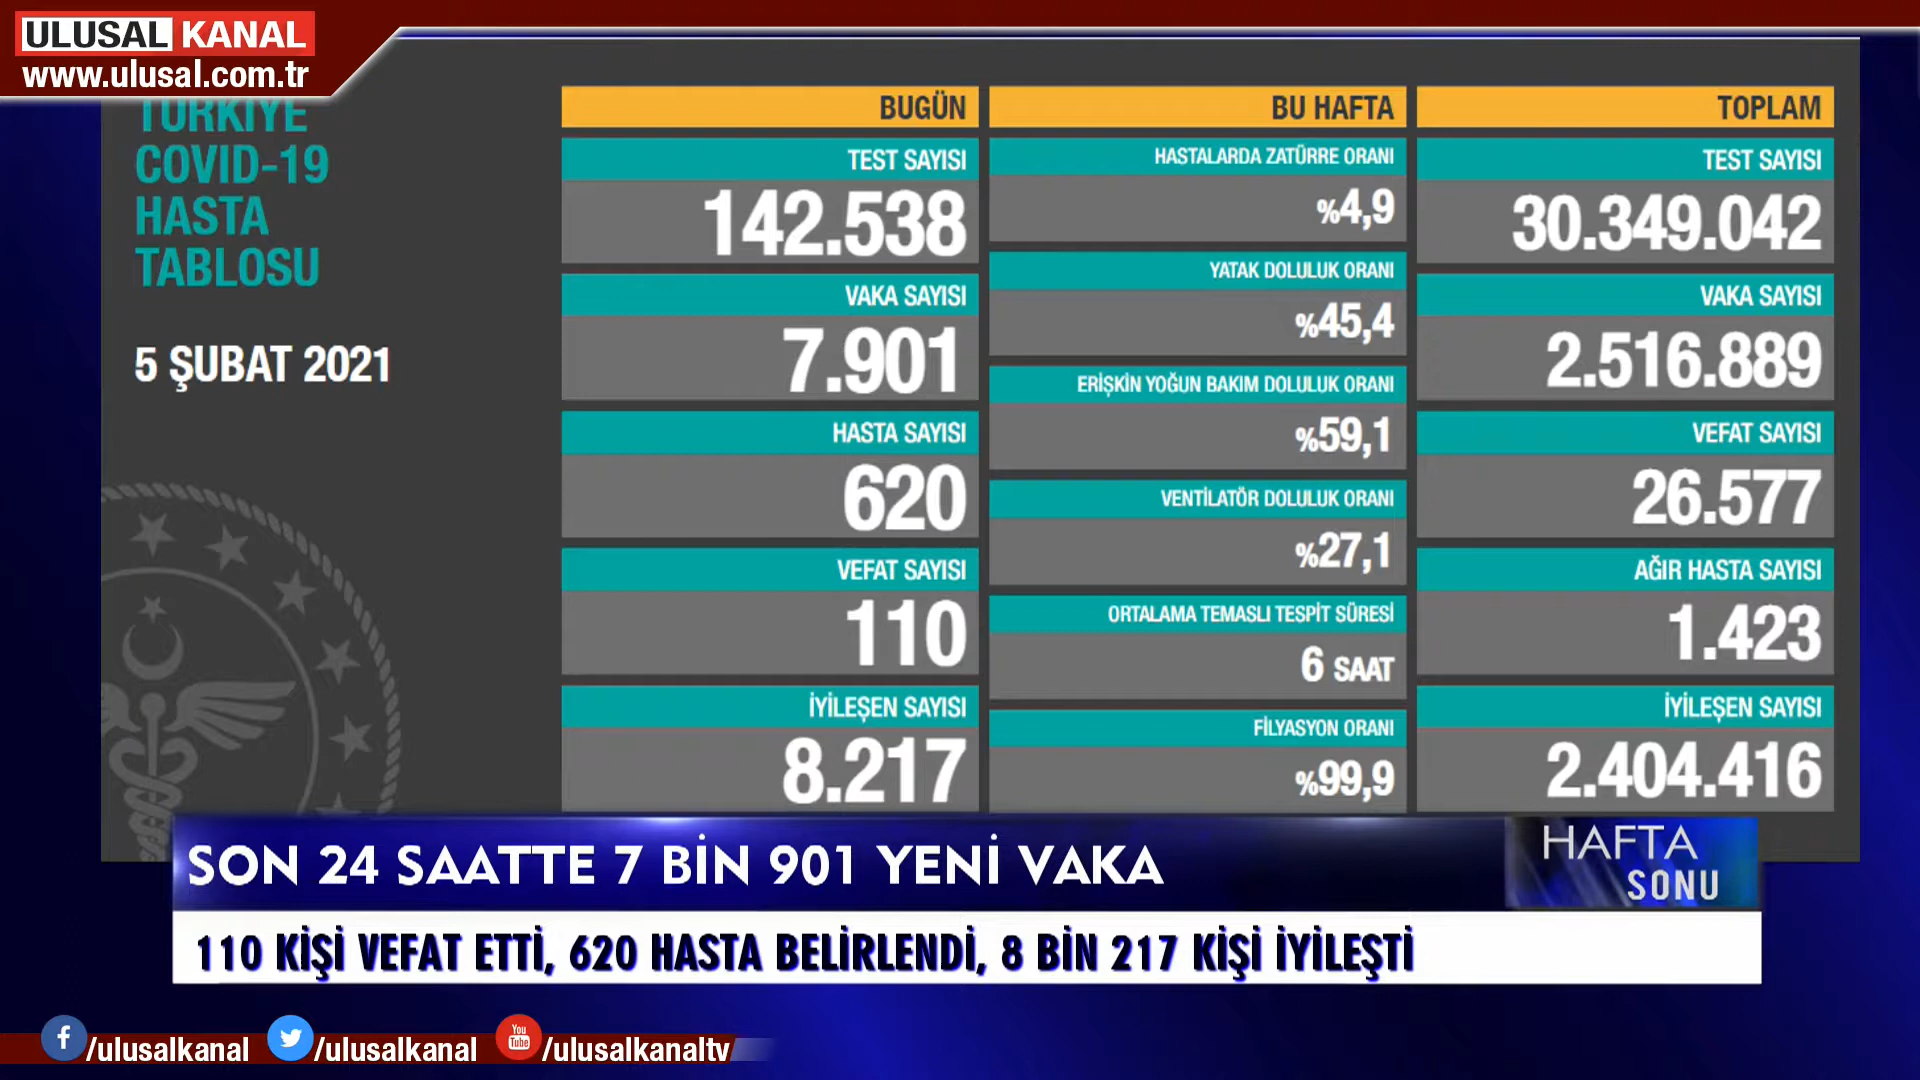 ULUSAL KANAL
www.ulusal.com.tr
TÜRKİYE
COVID-19
HASTA
TABLOSU
5 ŞUBAT 2021
BUGÜN
TEST SAYISI
142.538
VAKA SAYISI
7.901
HASTA SAYISI
620
VEFAT SAYISI
110
İYİLEŞEN SAYISI
8.217
BU HAFTA
HASTALARDA ZATÜRRE ORANI
%4,9
YATAK DOLULUK ORANI
%45,4
ERİŞKİN YOĞUN BAKIM DOLULUK ORANI
%59,1
VENTİLATÖR DOLULUK ORANI
%27,1
ORTALAMA TEMASLI TESPİT SÜRESİ
6 SAAT
FİLYASYON ORANI
%99,9
TOPLAM
TEST SAYISI
30.349.042
VAKA SAYISI
2.516.889
VEFAT SAYISI
26.577
AĞIR HASTA SAYISI
1.423
İYİLEŞEN SAYISI
2.404.416
SON 24 SAATTE 7 BİN 901 YENİ VAKA
HAFTA
SONU
110 KİŞİ VEFAT ETTİ, 620 HASTA BELİRLENDİ, 8 BİN 217 KİŞİ İYİLEŞTİ
f /ulusalkanal /ulusalkanal You Tube /ulusalkanaltv